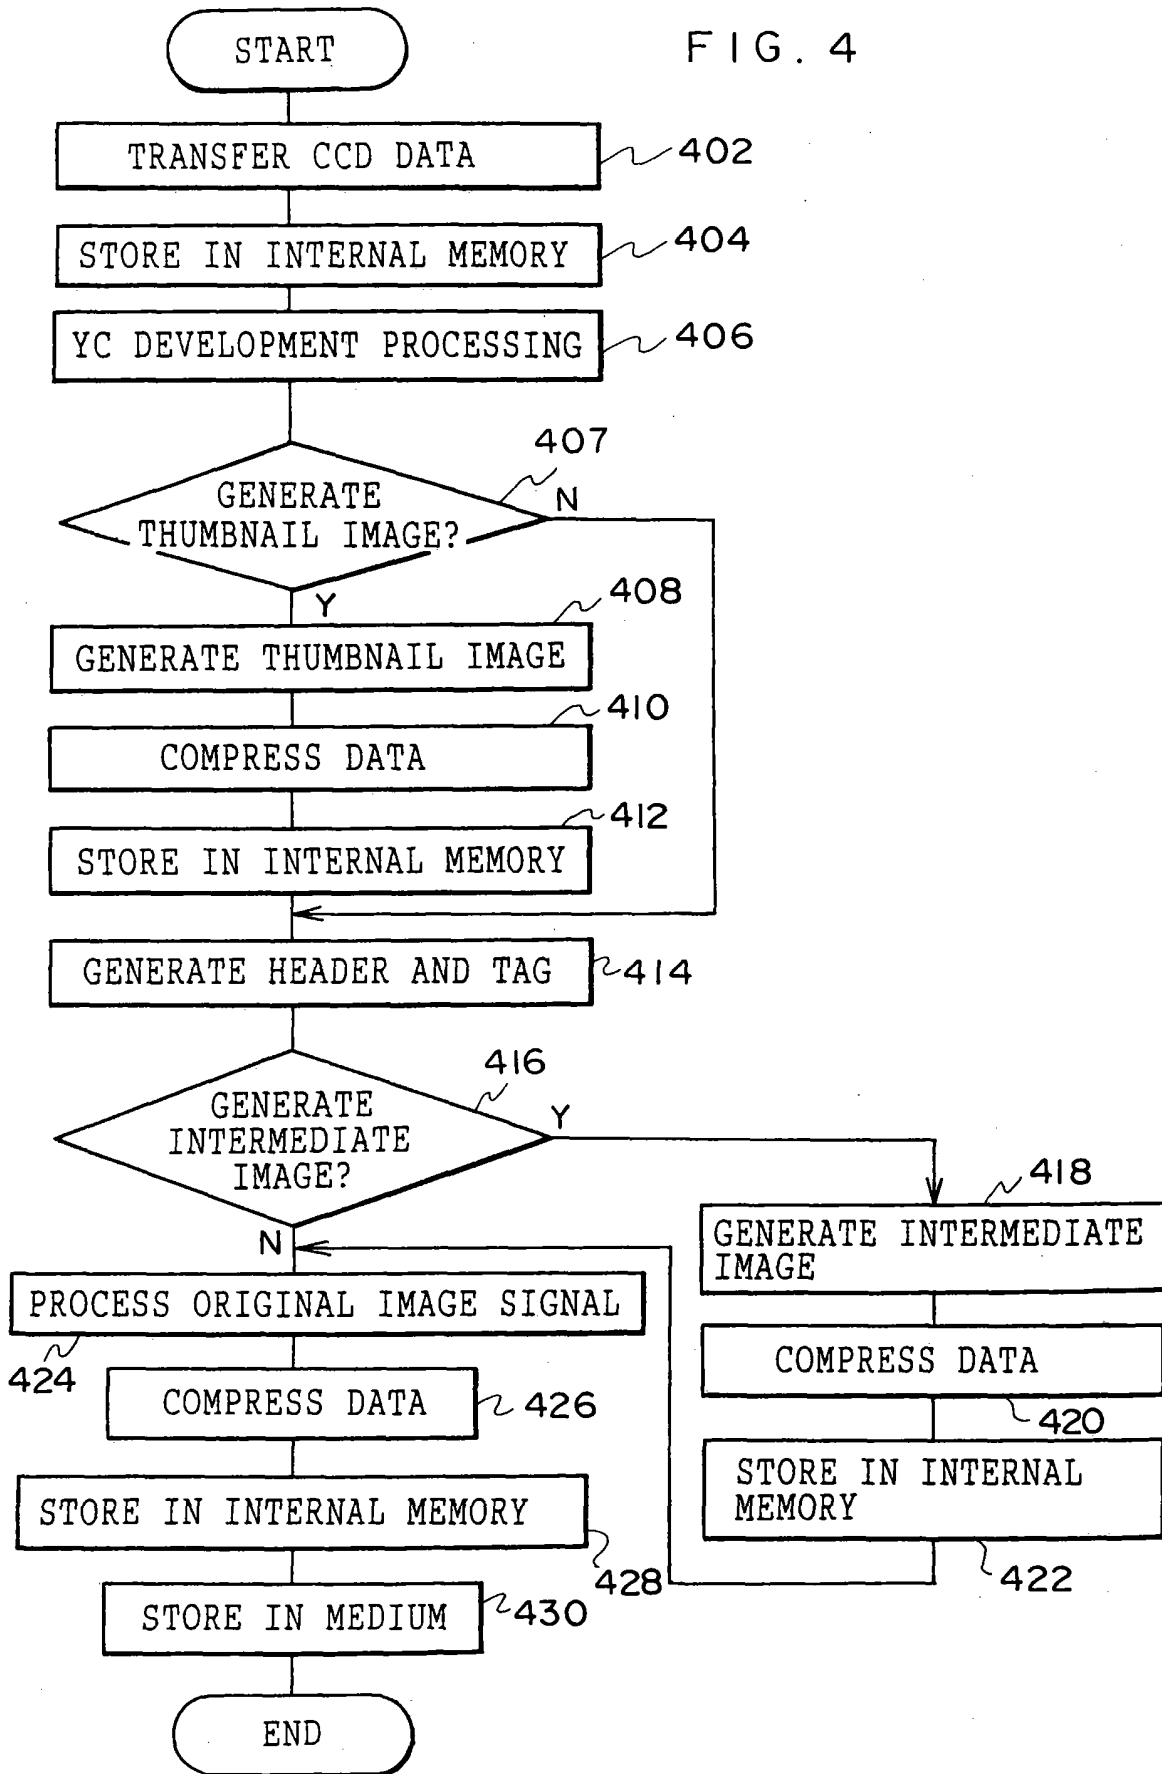 START
FIG. 4
TRANSFER CCD DATA
402
STORE IN INTERNAL MEMORY
404
YC DEVELOPMENT PROCESSING
406
407
GENERATE
THUMBNAIL IMAGE?
N
Y
408
GENERATE THUMBNAIL IMAGE
410
COMPRESS DATA
412
STORE IN INTERNAL MEMORY
GENERATE HEADER AND TAG
414
416
GENERATE
INTERMEDIATE
IMAGE?
Y
N
418
GENERATE INTERMEDIATE
IMAGE
COMPRESS DATA
420
STORE IN INTERNAL
MEMORY
422
PROCESS ORIGINAL IMAGE SIGNAL
424
COMPRESS DATA
426
STORE IN INTERNAL MEMORY
428
STORE IN MEDIUM
430
END